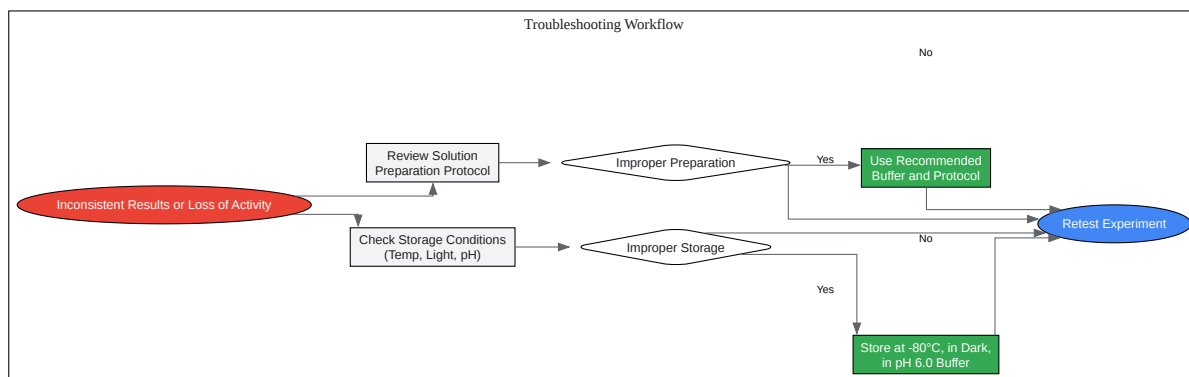 Troubleshooting Workflow
No
Review Solution
Preparation Protocol
Improper Preparation
Yes
Use Recommended
Buffer and Protocol
Inconsistent Results or Loss of Activity
Retest Experiment
Check Storage Conditions
(Temp, Light, pH)
Improper Storage
No
Yes
Store at -80°C, in Dark,
in pH 6.0 Buffer